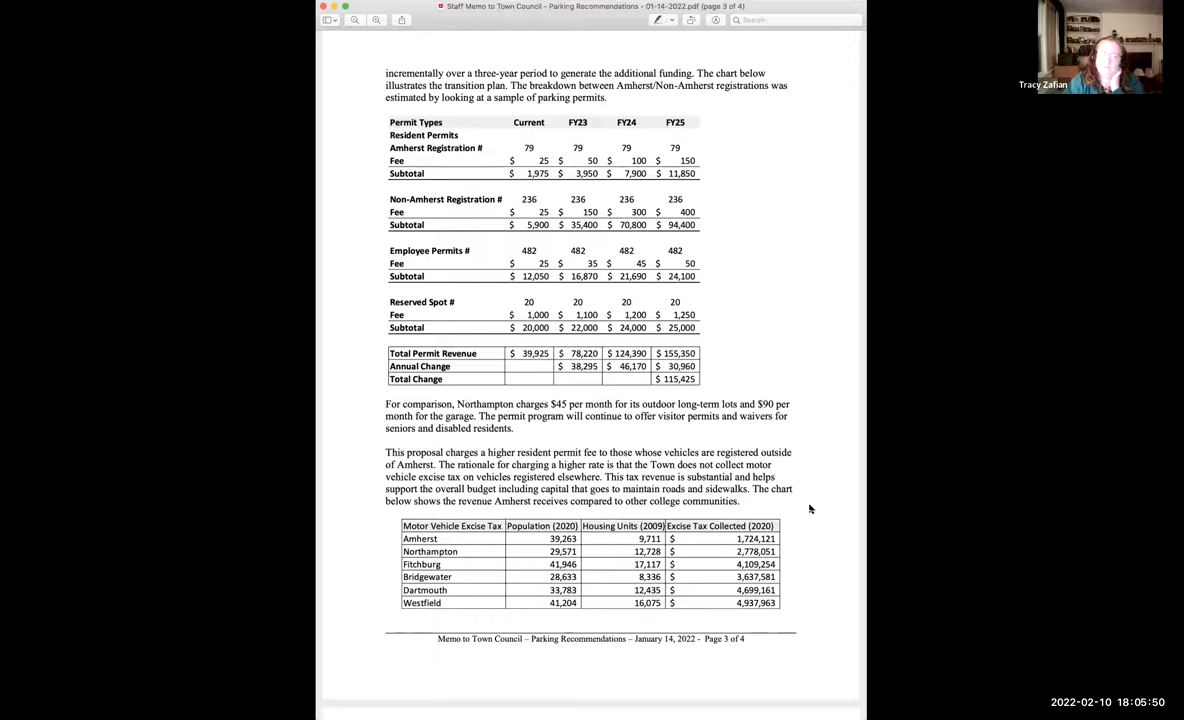 Staff Memo to Town Council - Parking Recommendations - 01-14-2022.pdf (page 3 of 4)
Search
Tracy Zafian
incrementally over a three-year period to generate the additional funding. The chart below
illustrates the transition plan. The breakdown between Amherst/Non-Amherst registrations was
estimated by looking at a sample of parking permits.
Permit Types Current FY23 FY24 FY25
Resident Permits
Amherst Registration # 79 79 79 79
Fee $ 25 $ 50 $ 100 $ 150
Subtotal $ 1,975 $ 3,950 $ 7,900 $ 11,850
Non-Amherst Registration # 236 236 236 236
Fee $ 25 $ 150 $ 300 $ 400
Subtotal $ 5,900 $ 35,400 $ 70,800 $ 94,400
Employee Permits # 482 482 482 482
Fee $ 25 $ 35 $ 45 $ 50
Subtotal $ 12,050 $ 16,870 $ 21,690 $ 24,100
Reserved Spot # 20 20 20 20
Fee $ 1,000 $ 1,100 $ 1,200 $ 1,250
Subtotal $ 20,000 $ 22,000 $ 24,000 $ 25,000
Total Permit Revenue $ 39,925 $ 78,220 $ 124,390 $ 155,350
Annual Change $ 38,295 $ 46,170 $ 30,960
Total Change $ 115,425
For comparison, Northampton charges $45 per month for its outdoor long-term lots and $90 per
month for the garage. The permit program will continue to offer visitor permits and waivers for
seniors and disabled residents.
This proposal charges a higher resident permit fee to those whose vehicles are registered outside
of Amherst. The rationale for charging a higher rate is that the Town does not collect motor
vehicle excise tax on vehicles registered elsewhere. This tax revenue is substantial and helps
support the overall budget including capital that goes to maintain roads and sidewalks. The chart
below shows the revenue Amherst receives compared to other college communities.
Motor Vehicle Excise Tax Population (2020) Housing Units (2009) Excise Tax Collected (2020)
Amherst 39,263 9,711 $ 1,724,121
Northampton 29,571 12,728 $ 2,778,051
Fitchburg 41,946 17,117 $ 4,109,254
Bridgewater 28,633 8,336 $ 3,637,581
Dartmouth 33,783 12,435 $ 4,699,161
Westfield 41,204 16,075 $ 4,937,963
Memo to Town Council – Parking Recommendations – January 14, 2022 - Page 3 of 4
2022-02-10 18:05:50